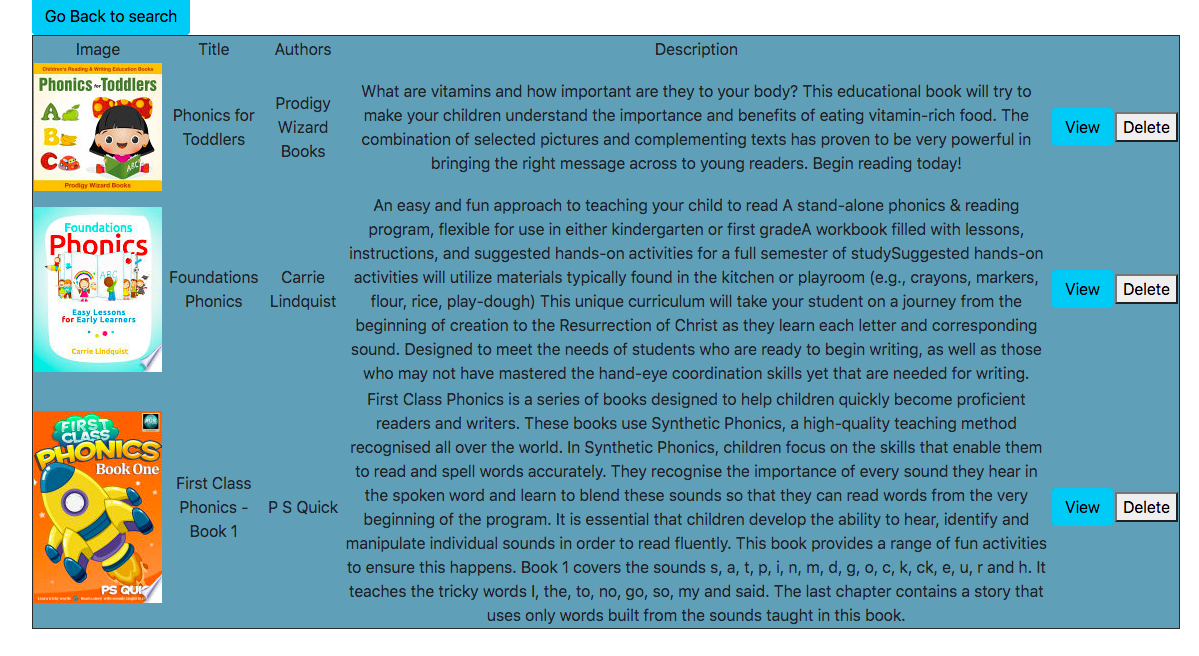 Go Back to search
Image Title Authors Description
Children's Reading & Writing Education Books
Phonics for Toddlers
A
B
C
ABC
Prodigy Wizard Books
Phonics for
Toddlers
Prodigy
Wizard
Books
What are vitamins and how important are they to your body? This educational book will try to
make your children understand the importance and benefits of eating vitamin-rich food. The
combination of selected pictures and complementing texts has proven to be very powerful in
bringing the right message across to young readers. Begin reading today!
View Delete
Foundations
Phonics
ABC
Easy Lessons
for Early Learners
Carrie Lindquist
Foundations
Phonics
Carrie
Lindquist
An easy and fun approach to teaching your child to read A stand-alone phonics & reading
program, flexible for use in either kindergarten or first gradeA workbook filled with lessons,
instructions, and suggested hands-on activities for a full semester of studySuggested hands-on
activities will utilize materials typically found in the kitchen or playroom (e.g., crayons, markers,
flour, rice, play-dough) This unique curriculum will take your student on a journey from the
beginning of creation to the Resurrection of Christ as they learn each letter and corresponding
sound. Designed to meet the needs of students who are ready to begin writing, as well as those
who may not have mastered the hand-eye coordination skills yet that are needed for writing.
View Delete
FIRST
CLASS
PHONICS
Book One
PS QUIC
First Class
Phonics -
Book 1
P S Quick
First Class Phonics is a series of books designed to help children quickly become proficient
readers and writers. These books use Synthetic Phonics, a high-quality teaching method
recognised all over the world. In Synthetic Phonics, children focus on the skills that enable them
to read and spell words accurately. They recognise the importance of every sound they hear in
the spoken word and learn to blend these sounds so that they can read words from the very
beginning of the program. It is essential that children develop the ability to hear, identify and
manipulate individual sounds in order to read fluently. This book provides a range of fun activities
to ensure this happens. Book 1 covers the sounds s, a, t, p, i, n, m, d, g, o, c, k, ck, e, u, r and h. It
teaches the tricky words I, the, to, no, go, so, my and said. The last chapter contains a story that
uses only words built from the sounds taught in this book.
View Delete